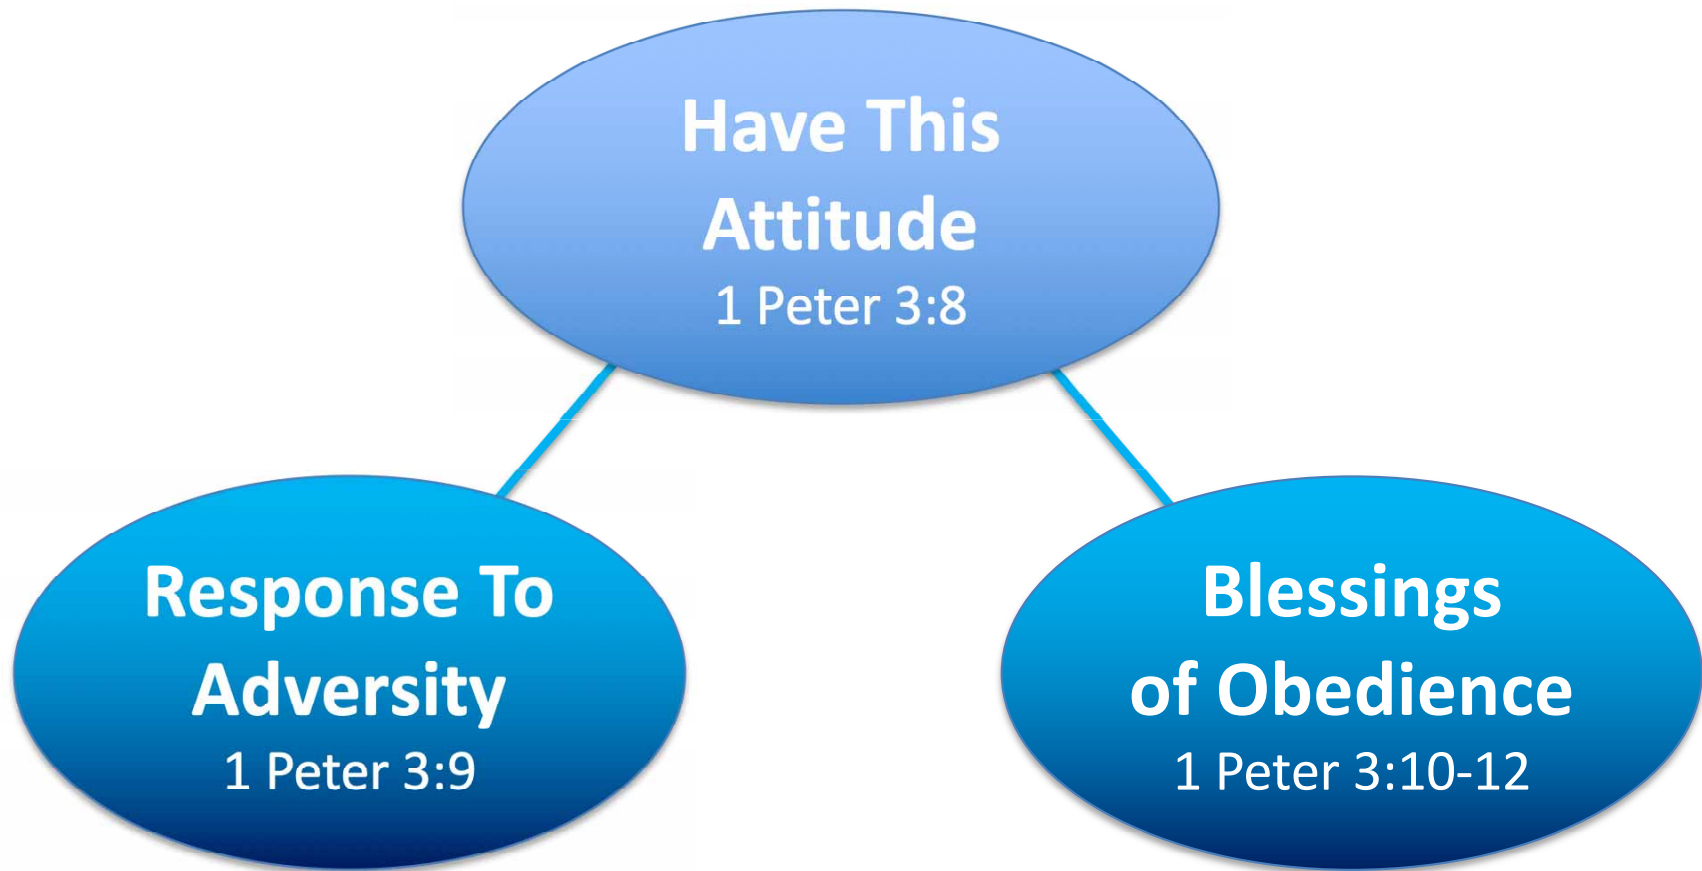 Have This
Attitude
1 Peter 3:8
Response To
Adversity
1 Peter 3:9
Blessings
of Obedience
1 Peter 3:10-12